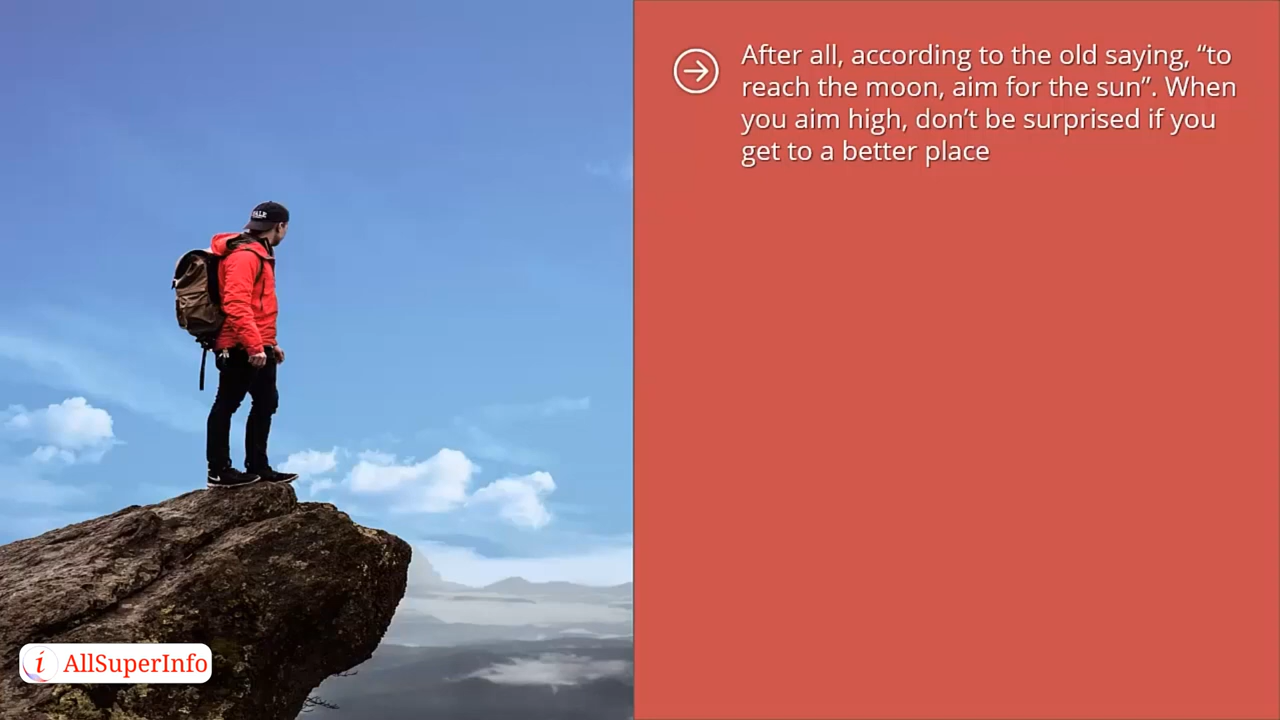 After all, according to the old saying, “to
reach the moon, aim for the sun”. When
you aim high, don’t be surprised if you
get to a better place
i AllSuperInfo